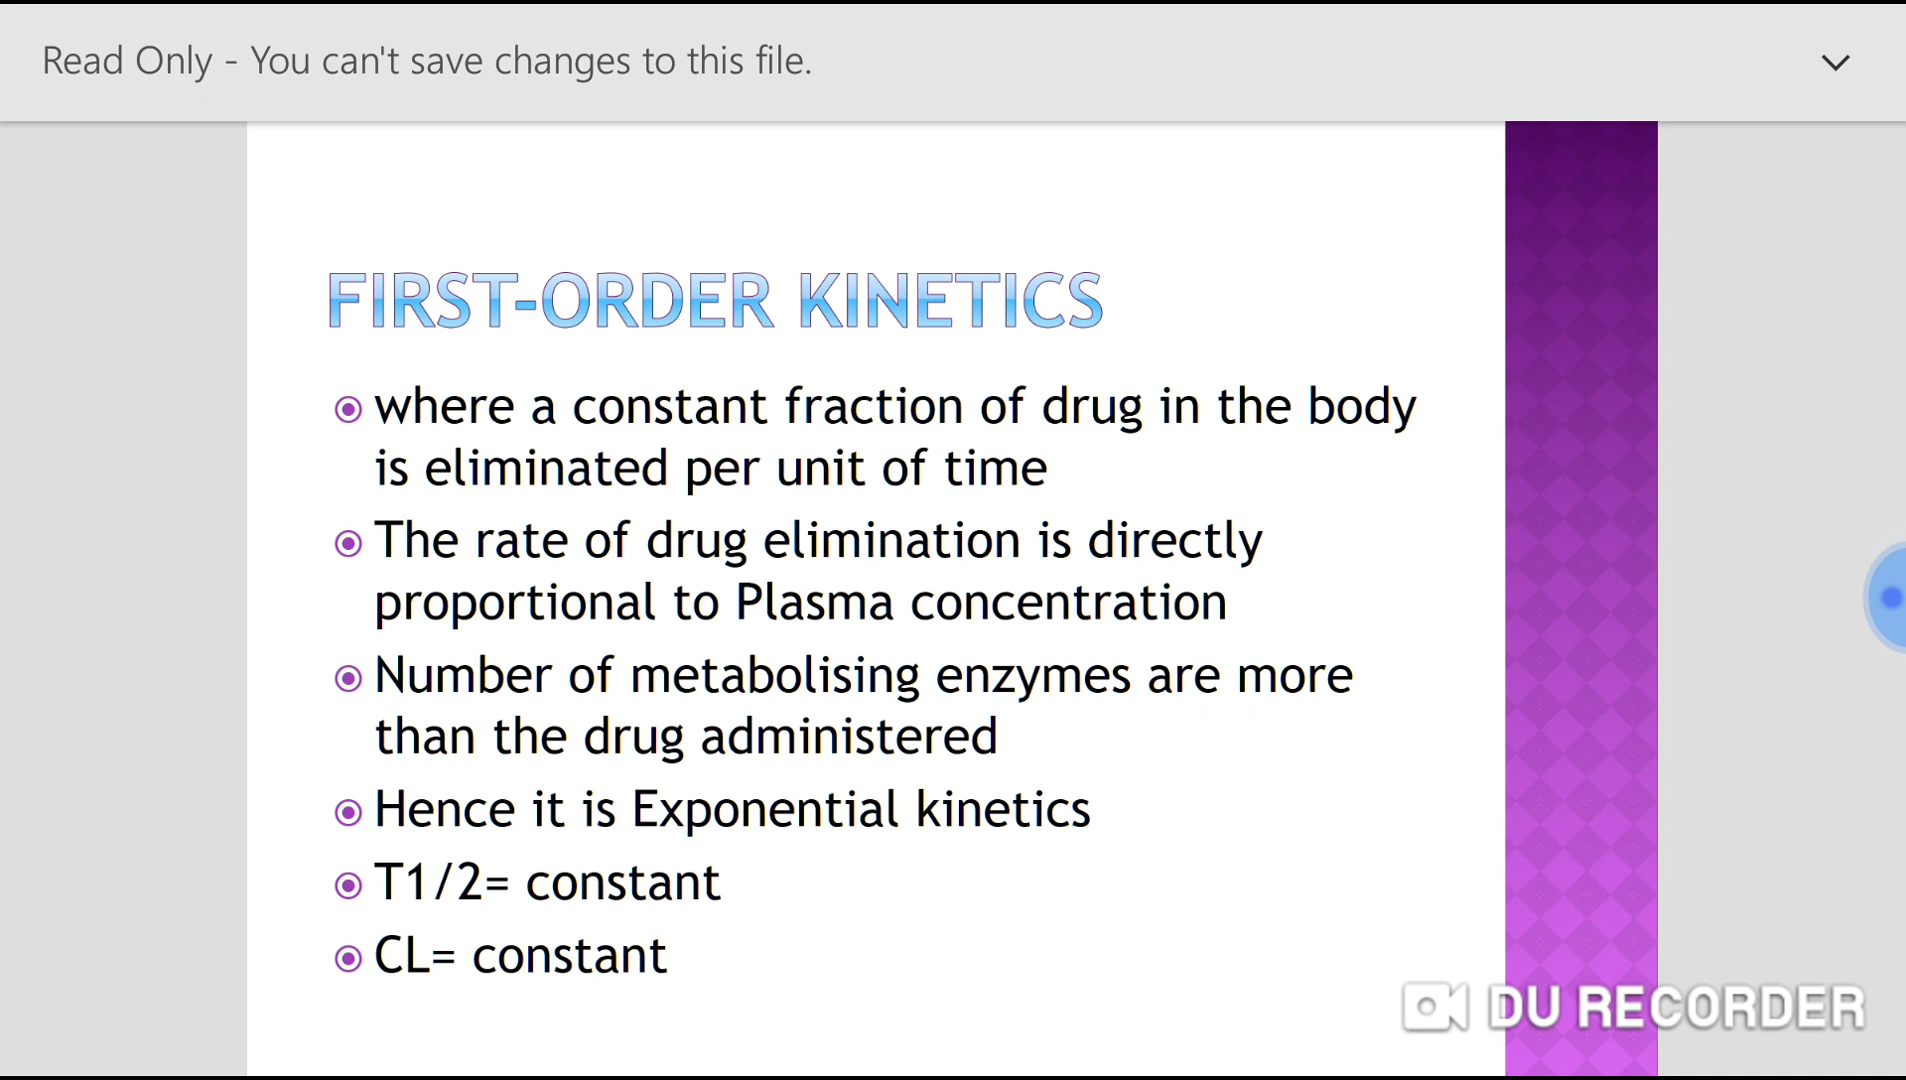 Read Only - You can't save changes to this file.
FIRST-ORDER KINETICS
where a constant fraction of drug in the body
is eliminated per unit of time
The rate of drug elimination is directly
proportional to Plasma concentration
Number of metabolising enzymes are more
than the drug administered
Hence it is Exponential kinetics
T1/2= constant
CL= constant
DU RECORDER